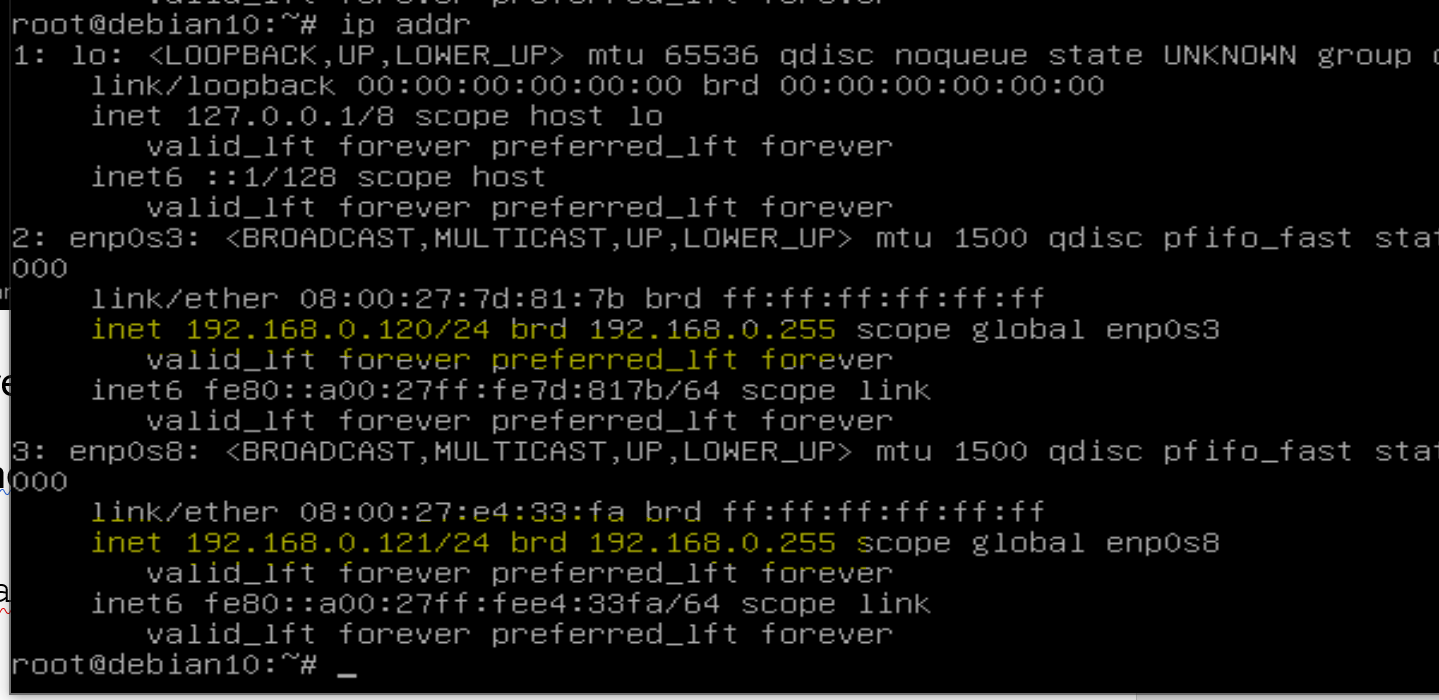 root@debian10:~# ip addr
1: lo: <LOOPBACK,UP,LOWER_UP> mtu 65536 qdisc noqueue state UNKNOWN group
link/loopback 00:00:00:00:00:00 brd 00:00:00:00:00:00
inet 127.0.0.1/8 scope host lo
valid_lft forever preferred_lft forever
inet6 ::1/128 scope host
valid_lft forever preferred_lft forever
2: enp0s3: <BROADCAST,MULTICAST,UP,LOWER_UP> mtu 1500 qdisc pfifo_fast stat
000
link/ether 08:00:27:7d:81:7b brd ff:ff:ff:ff:ff:ff
inet 192.168.0.120/24 brd 192.168.0.255 scope global enp0s3
valid_lft forever preferred_lft forever
inet6 fe80::a00:27ff:fe7d:817b/64 scope link
valid_lft forever preferred_lft forever
3: enp0s8: <BROADCAST,MULTICAST,UP,LOWER_UP> mtu 1500 qdisc pfifo_fast stat
000
link/ether 08:00:27:e4:33:fa brd ff:ff:ff:ff:ff:ff
inet 192.168.0.121/24 brd 192.168.0.255 scope global enp0s8
valid_lft forever preferred_lft forever
inet6 fe80::a00:27ff:fee4:33fa/64 scope link
valid_lft forever preferred_lft forever
root@debian10:~# _